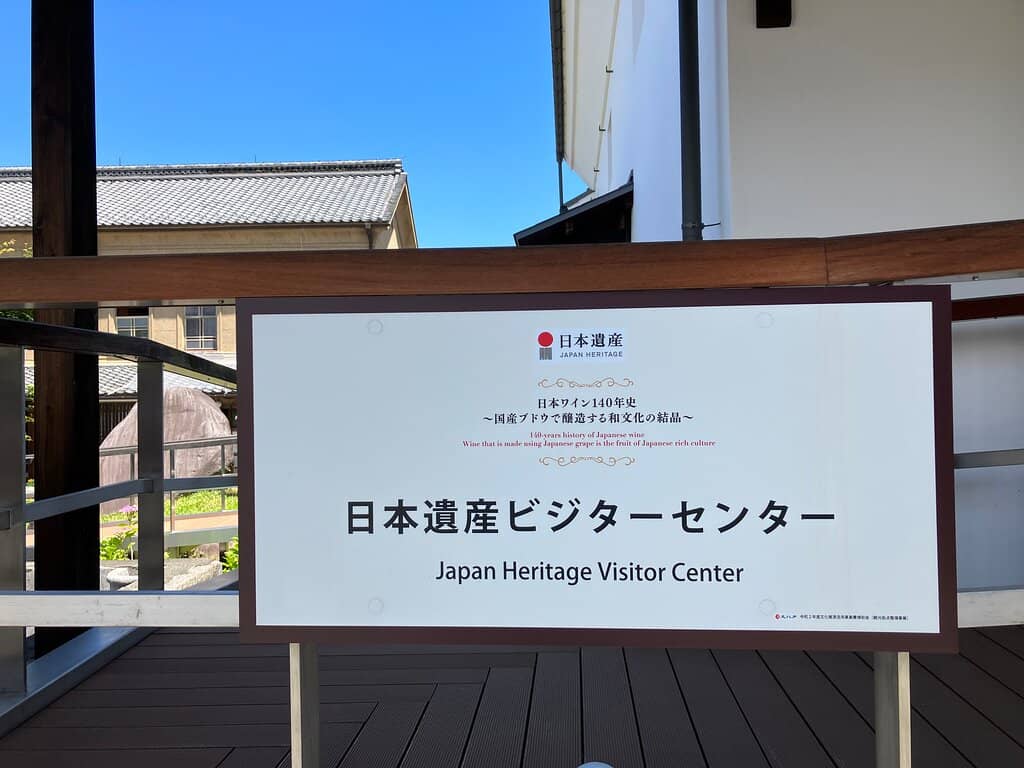 日本遺産
JAPAN HERITAGE
日本ワイン140年史
～国産ブドウで醸造する和文化の結晶～
140-years history of Japanese wine
Wine that is made using Japanese grape is the fruit of Japanese rich culture
日本遺産ビジターセンター
Japan Heritage Visitor Center